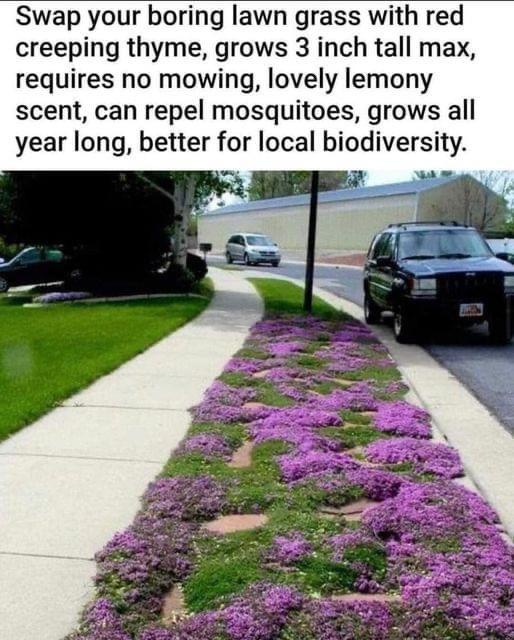 Swap your boring lawn grass with red
creeping thyme, grows 3 inch tall max,
requires no mowing, lovely lemony
scent, can repel mosquitoes, grows all
year long, better for local biodiversity.